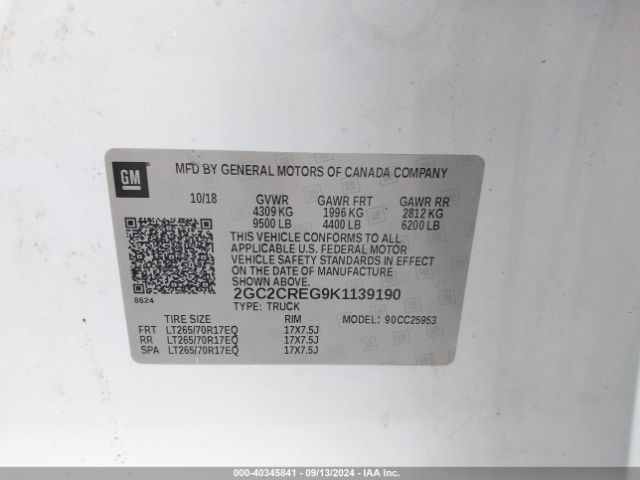 GM
MFD BY GENERAL MOTORS OF CANADA COMPANY
10/18 GVWR GAWR FRT GAWR RR
4309 KG 1996 KG 2812 KG
9500 LB 4400 LB 6200 LB
THIS VEHICLE CONFORMS TO ALL
APPLICABLE U.S. FEDERAL MOTOR
VEHICLE SAFETY STANDARDS IN
EFFECT ON THE DATE OF MANUFACTURE
SHOWN ABOVE.
2GC2CREG9K1139190
8624
TYPE: TRUCK
TIRE SIZE RIM MODEL: 90CC25953
FRT LT265/70R17EQ 17X7.5J
RR LT265/70R17EQ 17X7.5J
SPA LT265/70R17EQ 17X7.5J
000-40345841 - 09/13/2024 - IAA Inc.